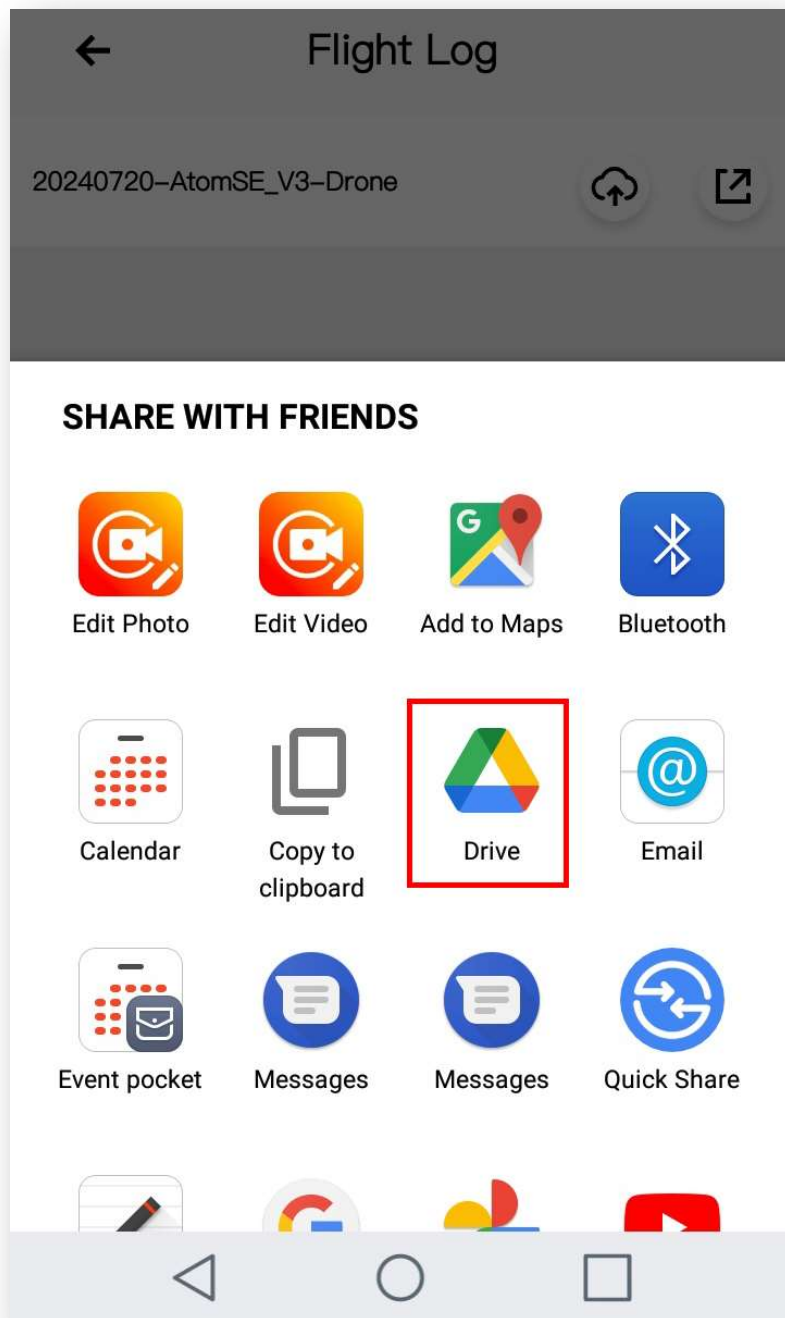 Flight Log
20240720-AtomSE_V3-Drone
SHARE WITH FRIENDS
Edit Photo
Edit Video
Add to Maps
Bluetooth
Calendar
Copy to
clipboard
Drive
Email
Event pocket
Messages
Messages
Quick Share